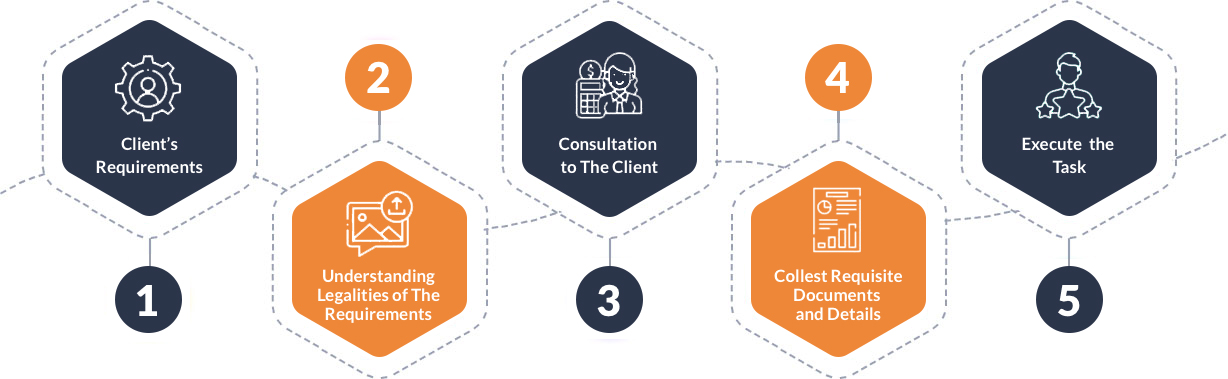 Client's
Requirements
1
2
Understanding
Legalities of The
Requirements
Consultation
to The Client
3
4
Collest Requisite
Documents
and Details
Execute the
Task
5